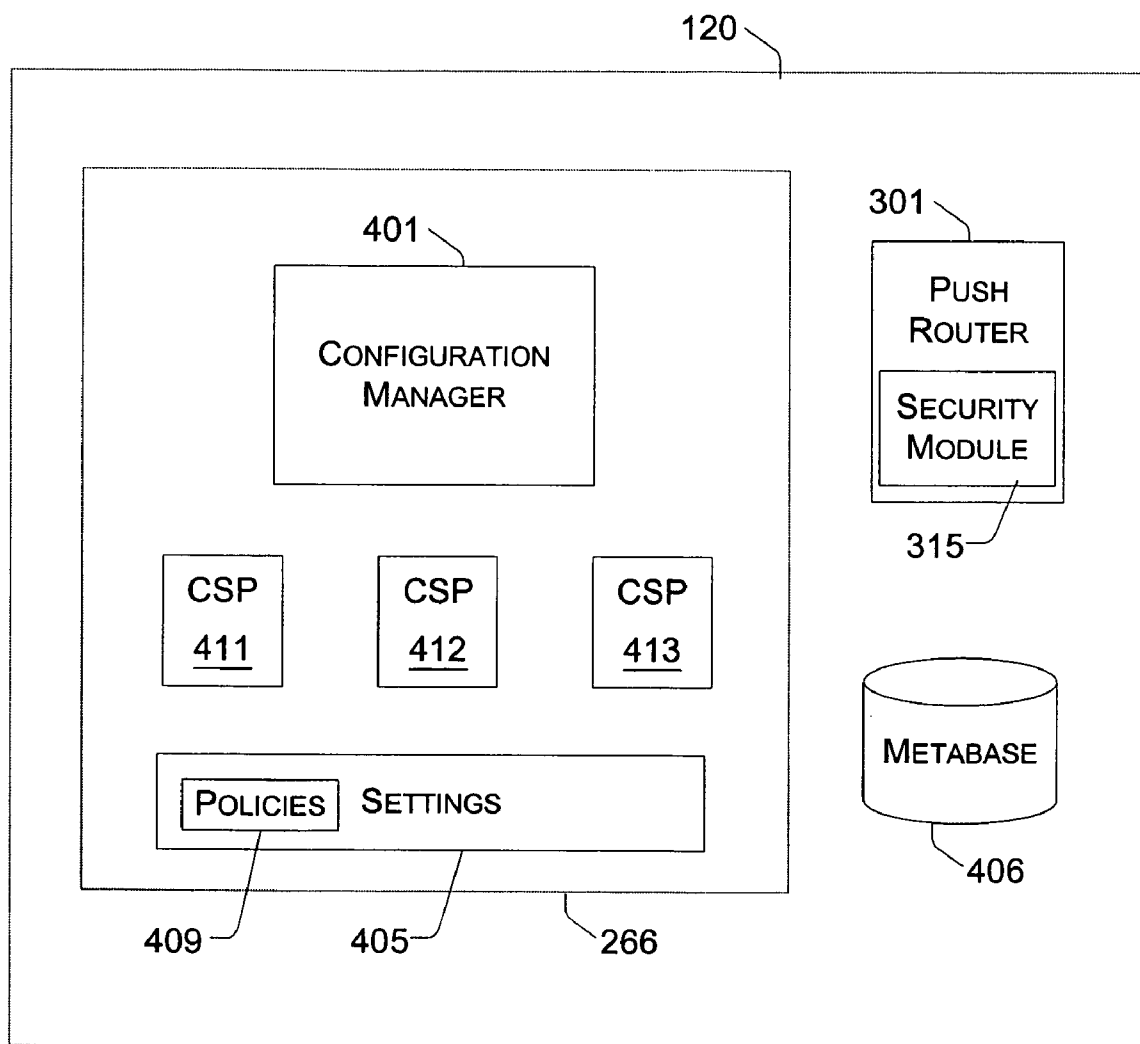 120
301
401
PUSH
ROUTER
CONFIGURATION
MANAGER
SECURITY
MODULE
315
CSP
411
CSP
412
CSP
413
METABASE
POLICIES SETTINGS
406
409
405
266